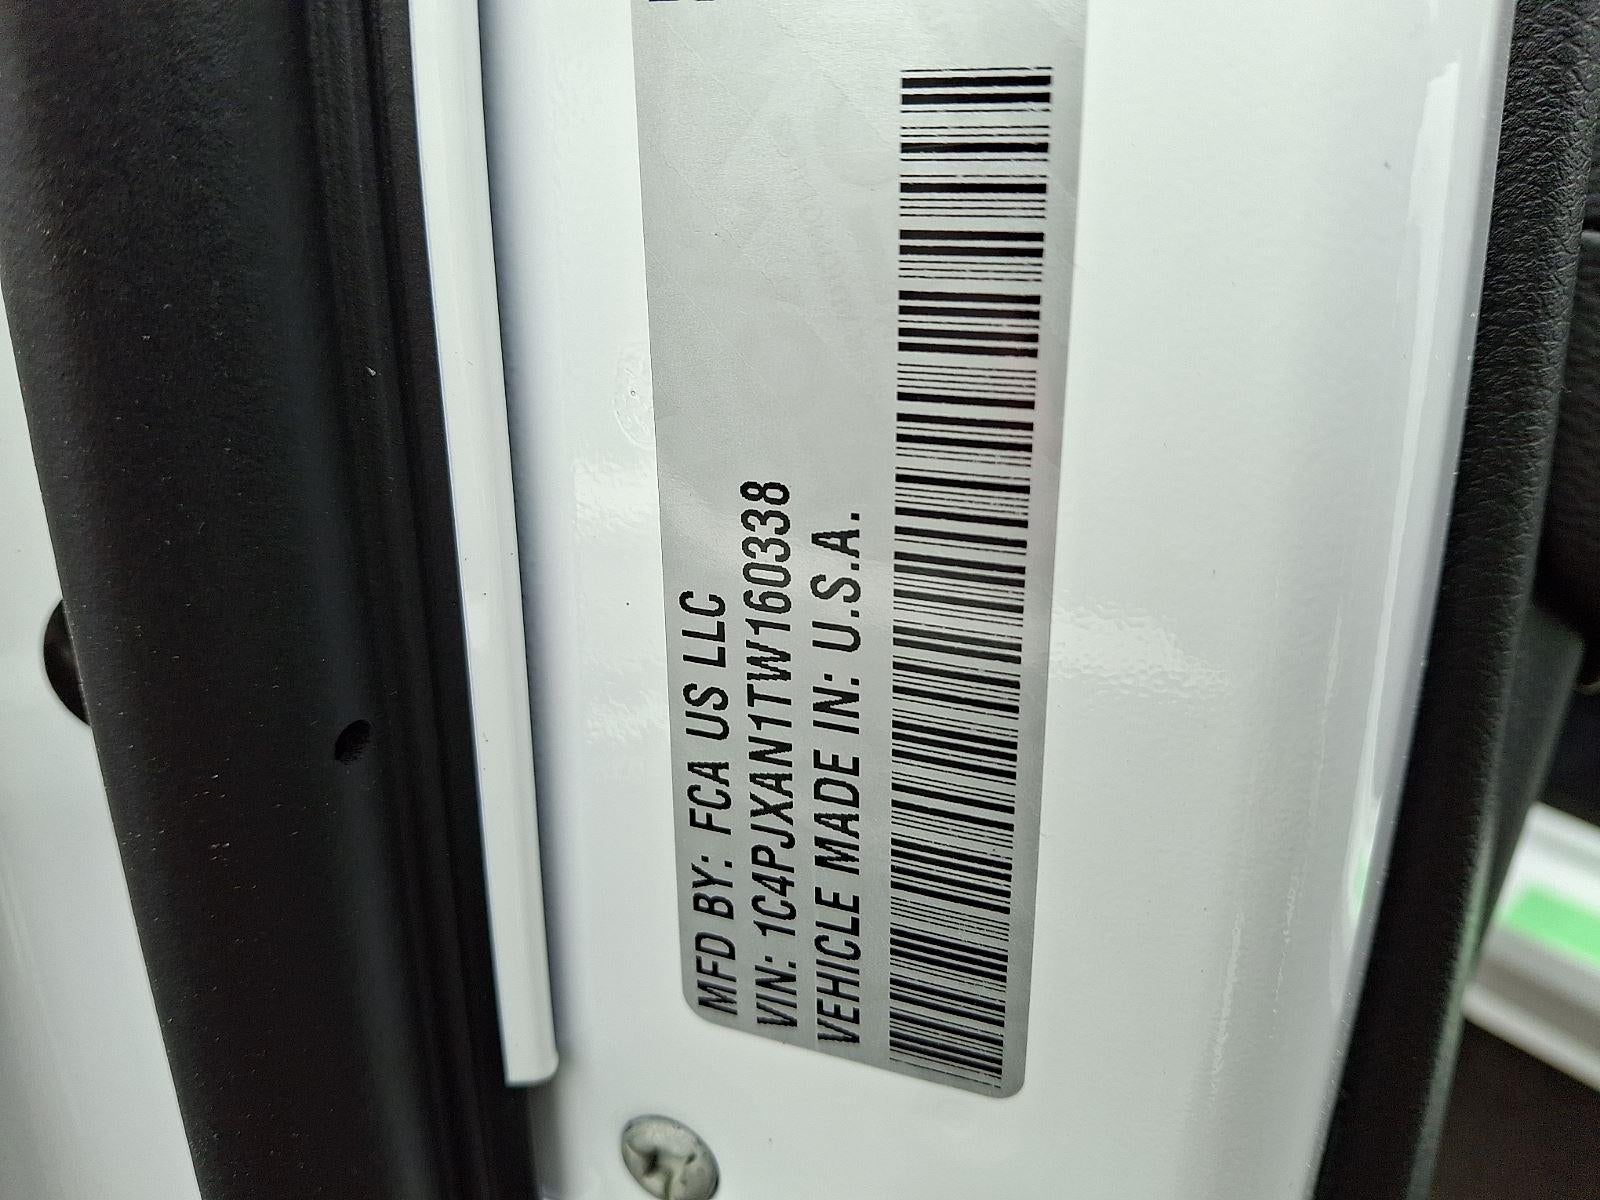 MFD BY: FCA US LLC
VIN: 1C4PJXAN1TW160338
VEHICLE MADE IN: U.S.A.